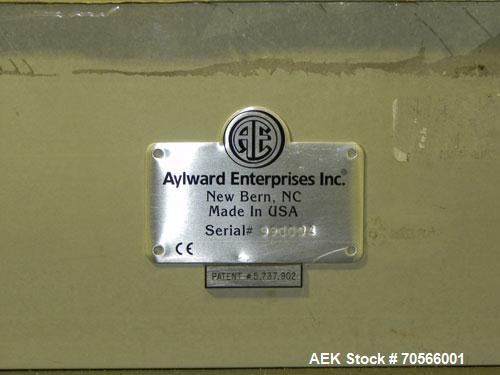 AE
Aylward Enterprises Inc.®
New Bern, NC
Made In USA
Serial#
CE
PATENT # 5,737,902
AEK Stock # 70566001